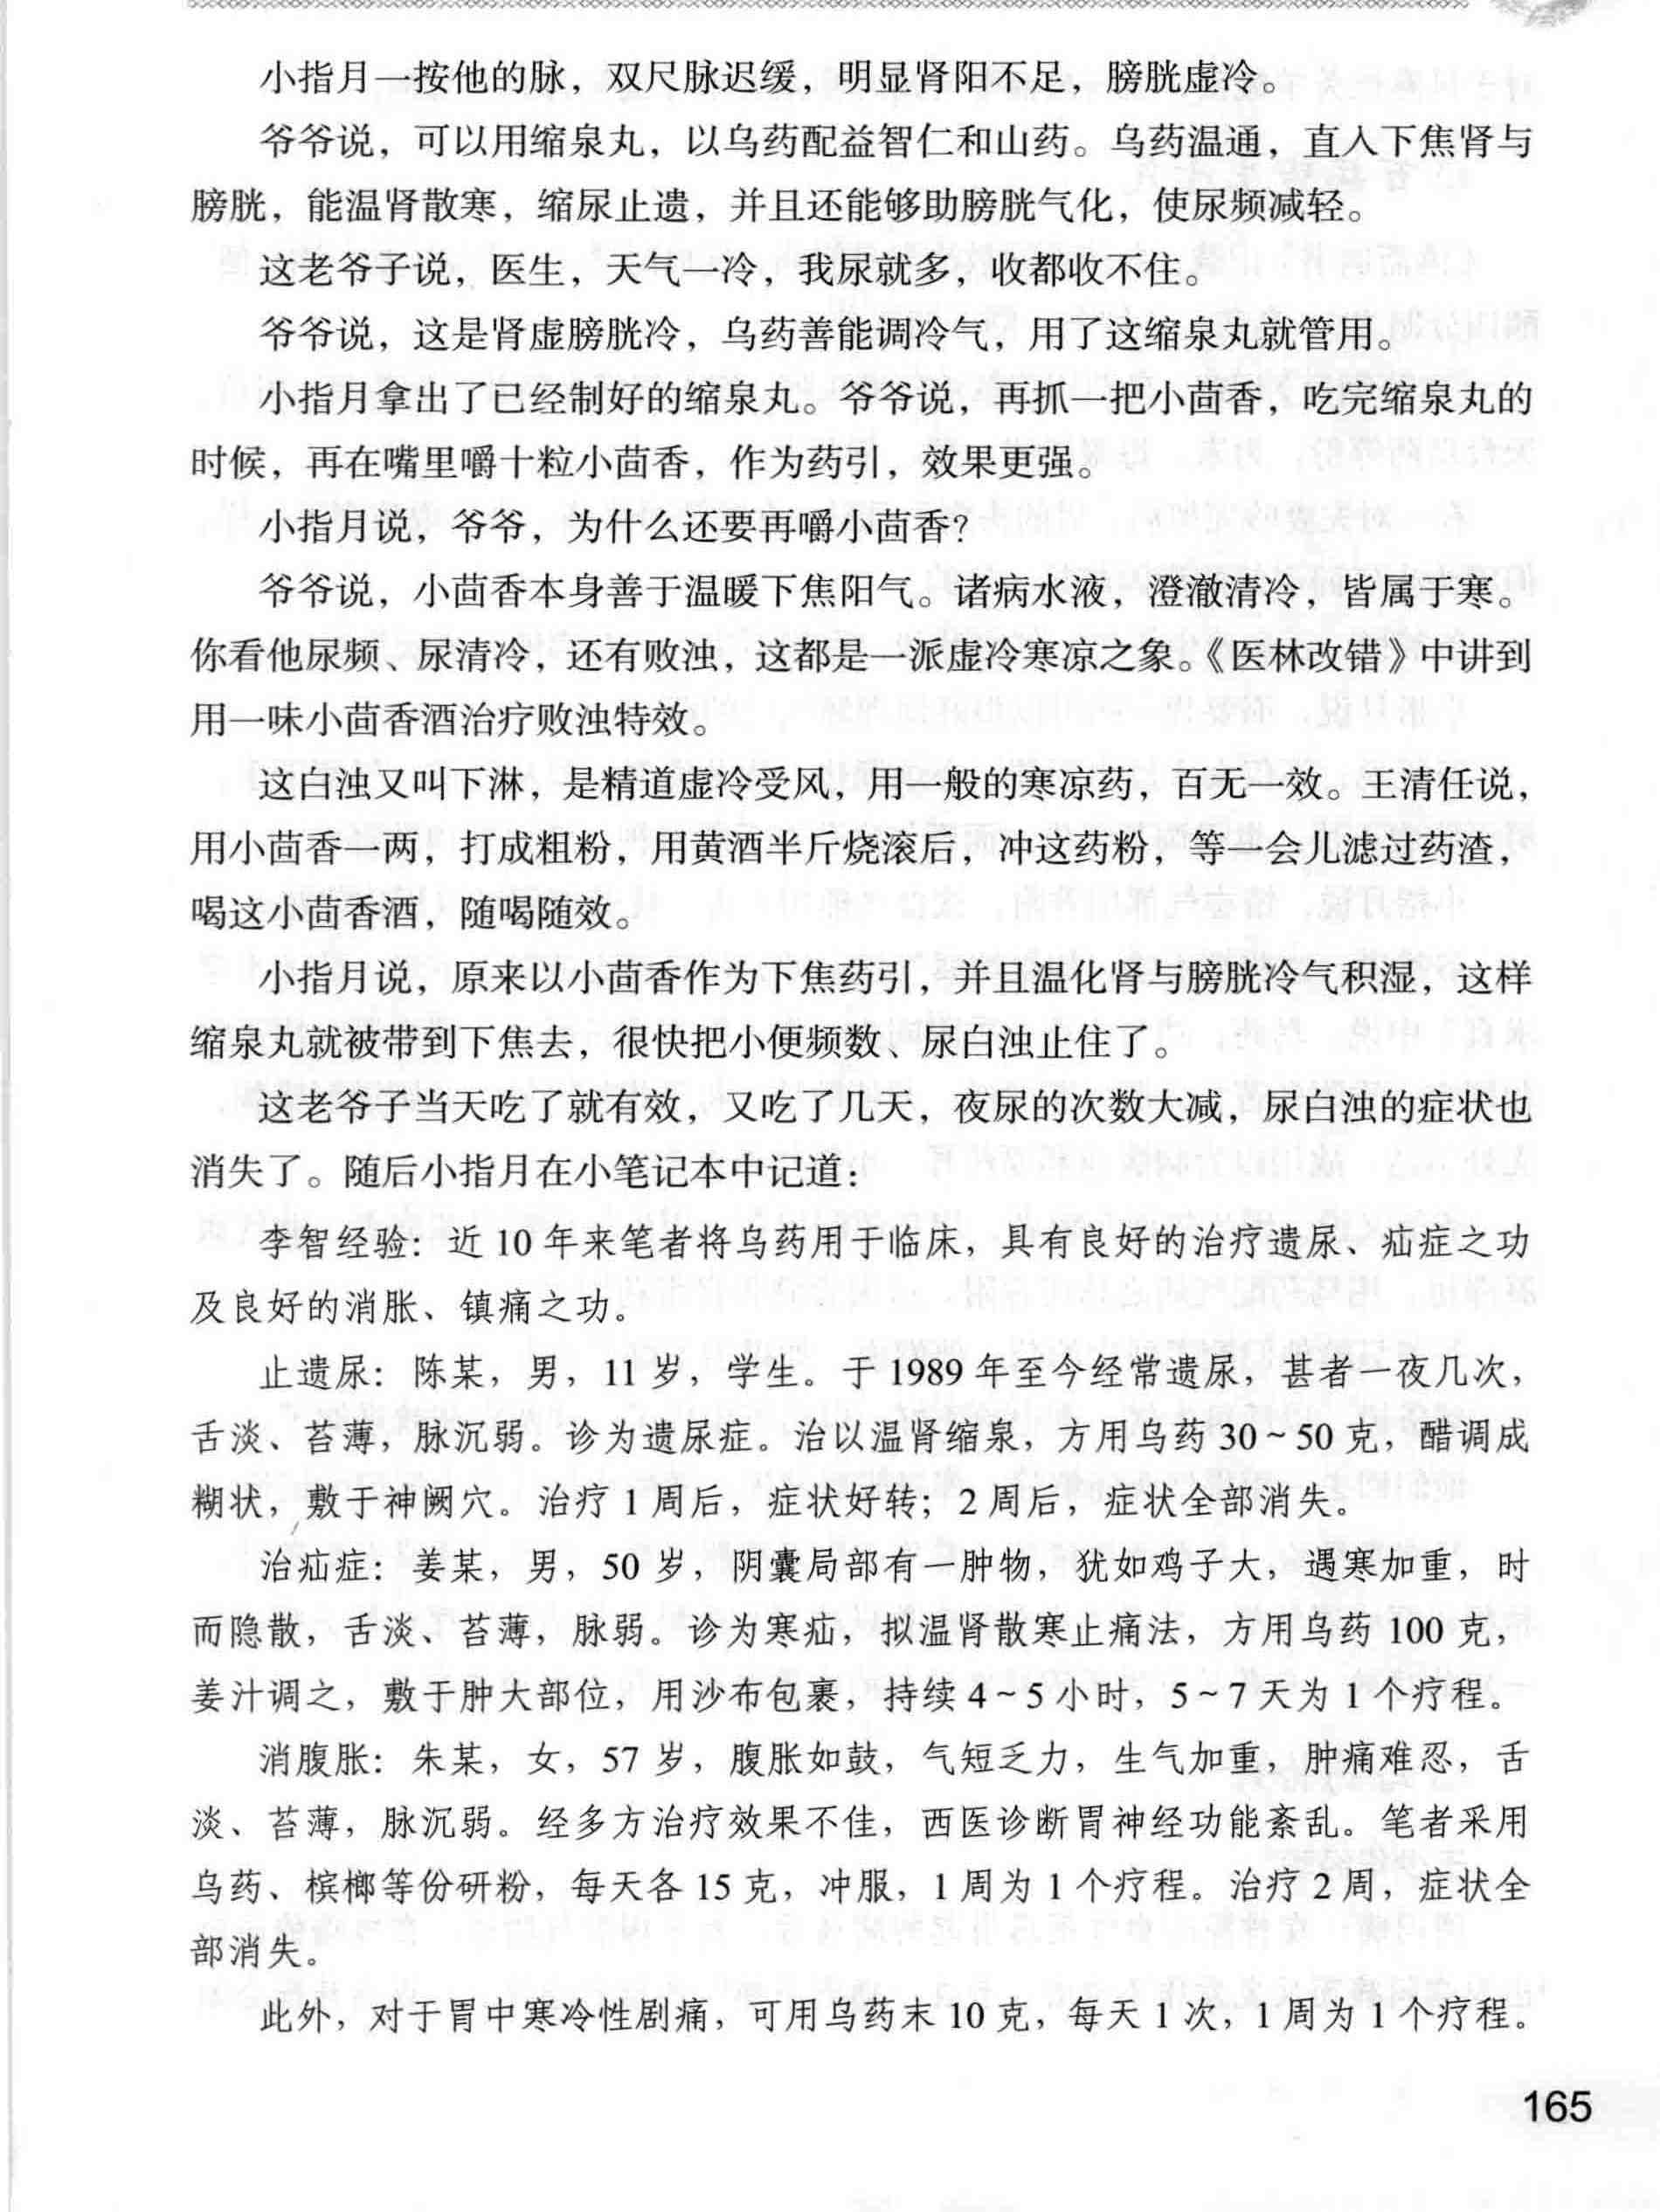 小指月一按他的脉，双尺脉迟缓，明显肾阳不足，膀胱虚冷。
爷爷说，可以用缩泉丸，以乌药配益智仁和山药。乌药温通，直入下焦肾与
膀胱，能温肾散寒，缩尿止遗，并且还能够助膀胱气化，使尿频减轻。
这老爷子说，医生，天气一冷，我尿就多，收都收不住。
爷爷说，这是肾虚膀胱冷，乌药善能调冷气，用了这缩泉丸就管用。
小指月拿出了已经制好的缩泉丸。爷爷说，再抓一把小茴香，吃完缩泉丸的
时候，再在嘴里嚼十粒小茴香，作为药引，效果更强。
小指月说，爷爷，为什么还要再嚼小茴香？
爷爷说，小茴香本身善于温暖下焦阳气。诸病水液，澄澈清冷，皆属于寒。
你看他尿频、尿清冷，还有败浊，这都是一派虚冷寒凉之象。《医林改错》中讲到
用一味小茴香酒治疗败浊特效。
这白浊又叫下淋，是精道虚冷受风，用一般的寒凉药，百无一效。王清任说，
用小茴香一两，打成粗粉，用黄酒半斤烧滚后，冲这药粉，等一会儿滤过药渣，
喝这小茴香酒，随喝随效。
小指月说，原来以小茴香作为下焦药引，并且温化肾与膀胱冷气积湿，这样
缩泉丸就被带到下焦去，很快把小便频数、尿白浊止住了。
这老爷子当天吃了就有效，又吃了几天，夜尿的次数大减，尿白浊的症状也
消失了。随后小指月在小笔记本中记道：
李智经验：近 10 年来笔者将乌药用于临床，具有良好的治疗遗尿、疝症之功
及良好的消胀、镇痛之功。
止遗尿：陈某，男，11 岁，学生。于 1989 年至今经常遗尿，甚者一夜几次，
舌淡、苔薄，脉沉弱。诊为遗尿症。治以温肾缩泉，方用乌药 30～50 克，醋调成
糊状，敷于神阙穴。治疗 1 周后，症状好转；2 周后，症状全部消失。
治疝症：姜某，男，50 岁，阴囊局部有一肿物，犹如鸡子大，遇寒加重，时
而隐散，舌淡、苔薄，脉弱。诊为寒疝，拟温肾散寒止痛法，方用乌药 100 克，
姜汁调之，敷于肿大部位，用沙布包裹，持续 4～5 小时，5～7 天为 1 个疗程。
消腹胀：朱某，女，57 岁，腹胀如鼓，气短乏力，生气加重，肿痛难忍，舌
淡、苔薄，脉沉弱。经多方治疗效果不佳，西医诊断胃神经功能紊乱。笔者采用
乌药、槟榔等份研粉，每天各 15 克，冲服，1 周为 1 个疗程。治疗 2 周，症状全
部消失。
此外，对于胃中寒冷性剧痛，可用乌药末 10 克，每天 1 次，1 周为 1 个疗程。
165